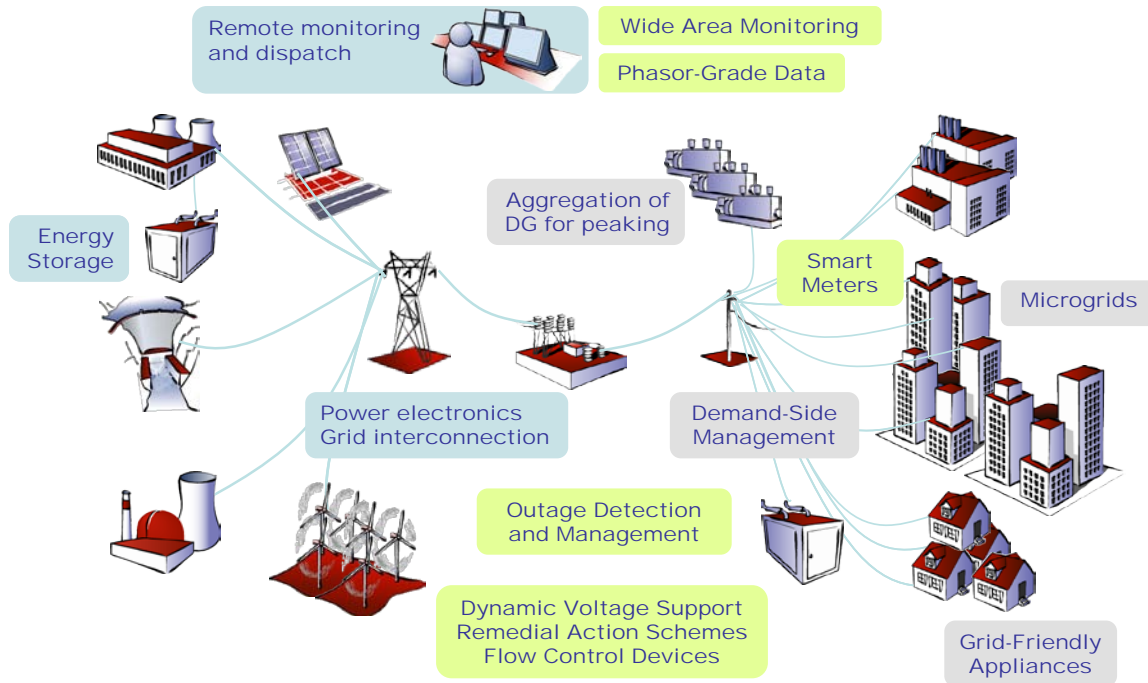 Remote monitoring
and dispatch
Wide Area Monitoring
Phasor-Grade Data
Aggregation of
DG for peaking
Energy
Storage
Smart
Meters
Microgrids
Power electronics
Grid interconnection
Demand-Side
Management
Outage Detection
and Management
Dynamic Voltage Support
Remedial Action Schemes
Flow Control Devices
Grid-Friendly
Appliances